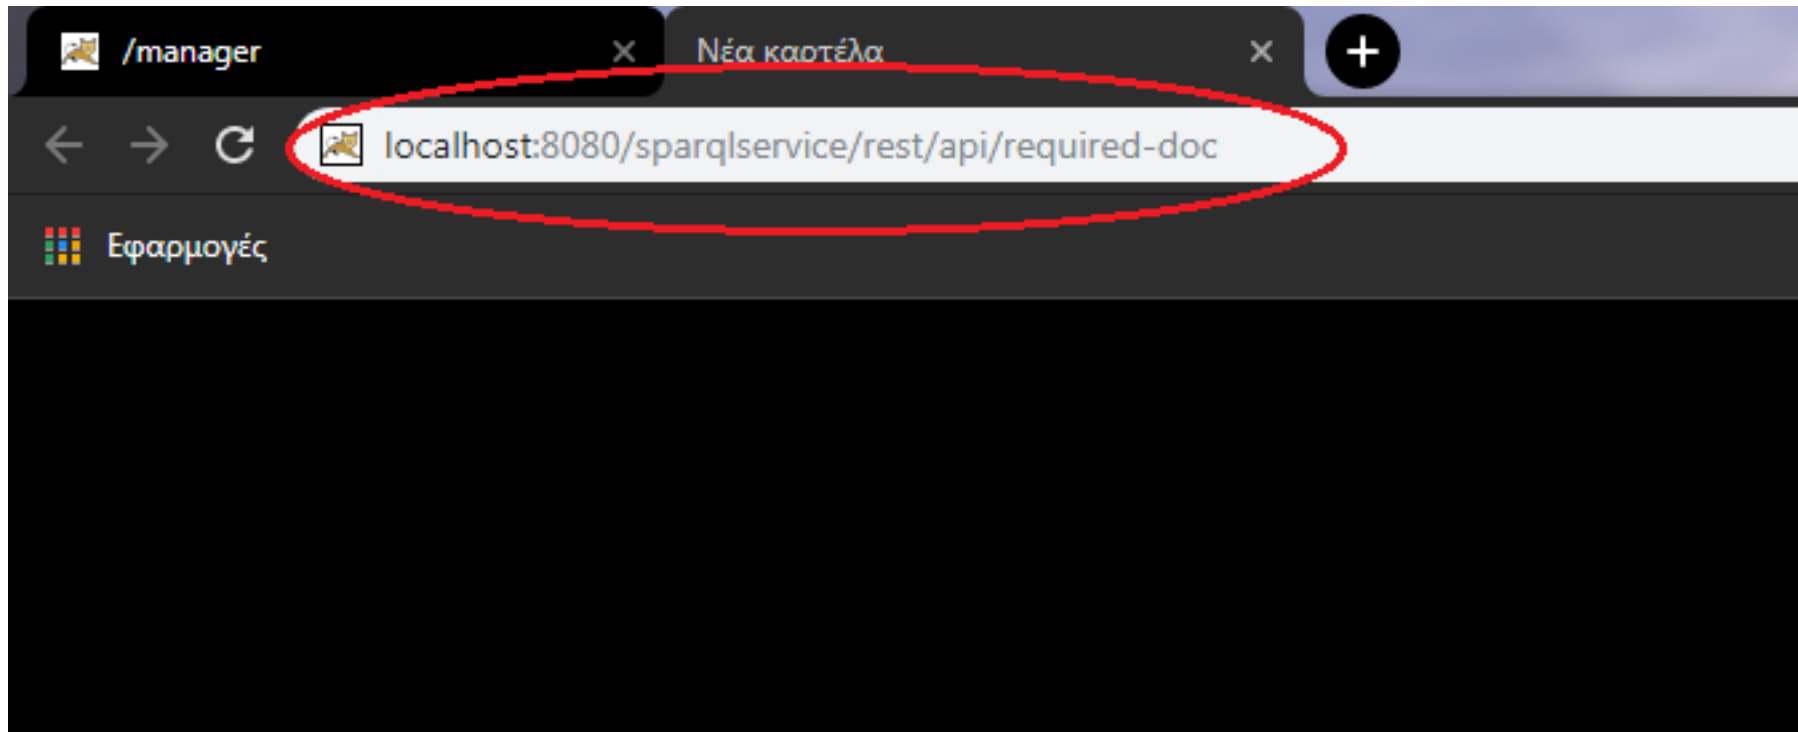 /manager
Νέα καρτέλα
localhost:8080/sparqlservice/rest/api/required-doc
Εφαρμογές